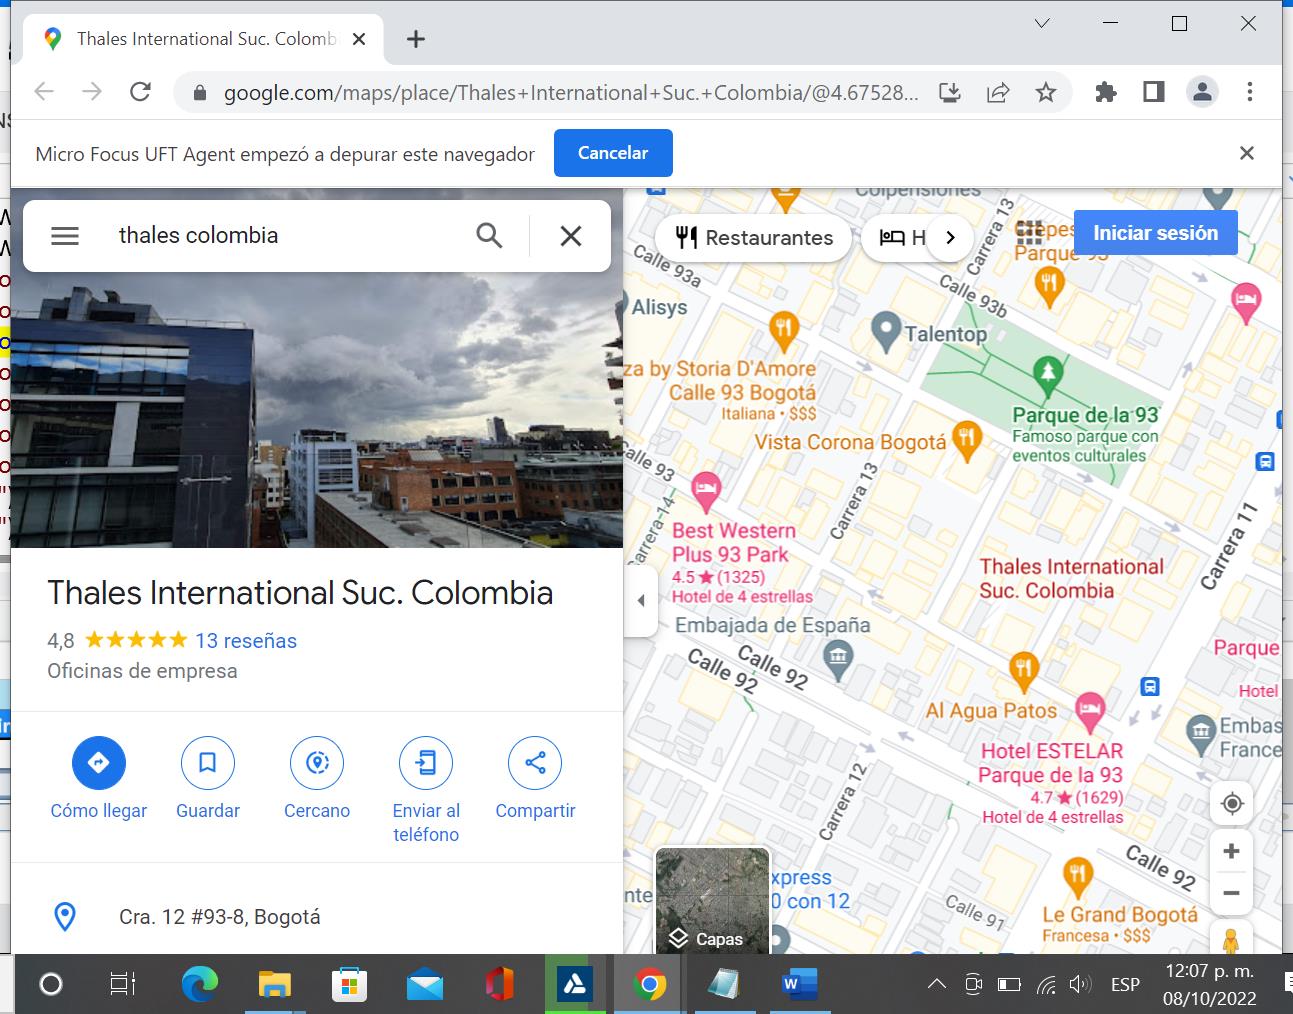 Thales International Suc. Colomb
google.com/maps/place/Thales+International+Suc.+Colombia/@4.67528...
Micro Focus UFT Agent empezó a depurar este navegador
Cancelar
thales colombia
Thales International Suc. Colombia
4,8
13 reseñas
Oficinas de empresa
Cómo llegar
Guardar
Cercano
Enviar al
teléfono
Compartir
Cra. 12 #93-8, Bogotá
Colpensiones
Restaurantes
H
Iniciar sesión
Carrera 13
Calle 93a
Parque 93
Calle 93b
Alisys
Talentop
za by Storia D'Amore
Calle 93 Bogotá
Italiana • $$$
Parque de la 93
Famoso parque con
eventos culturales
Vista Corona Bogotá
alle 93
Carrera 13
arrera 14
Best Western
Plus 93 Park
4.5 ★ (1325)
Hotel de 4 estrellas
Carrera 11
Thales International
Suc. Colombia
Embajada de España
Calle 92
Calle 92
Parque
Hotel
Al Agua Patos
Embas
France
Hotel ESTELAR
Parque de la 93
4.7 ★ (1629)
Hotel de 4 estrellas
Carrera 12
Calle 92
xpress
0 con 12
nte
Calle 91
Le Grand Bogotá
Francesa • $$$
Capas
W
ESP
12:07 p. m.
08/10/2022